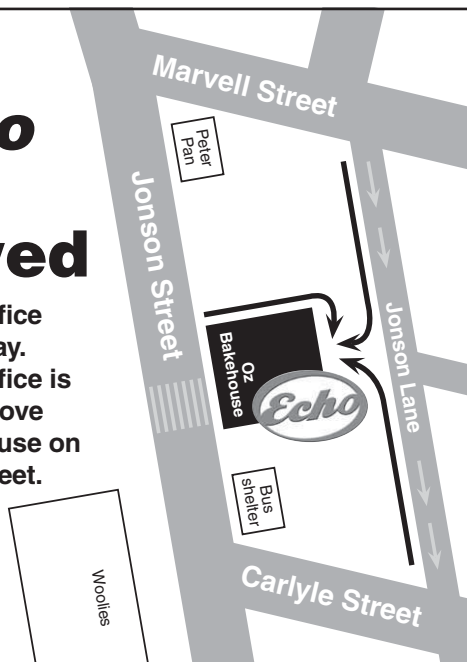 o
ved
fice
ay.
fice is
ove
use on
eet.
Marvell Street
Peter
Pan
Jonson Street
Jonson Lane
Oz
Bakehouse
Echo
Bus
shelter
Carlyle Street
Woolies